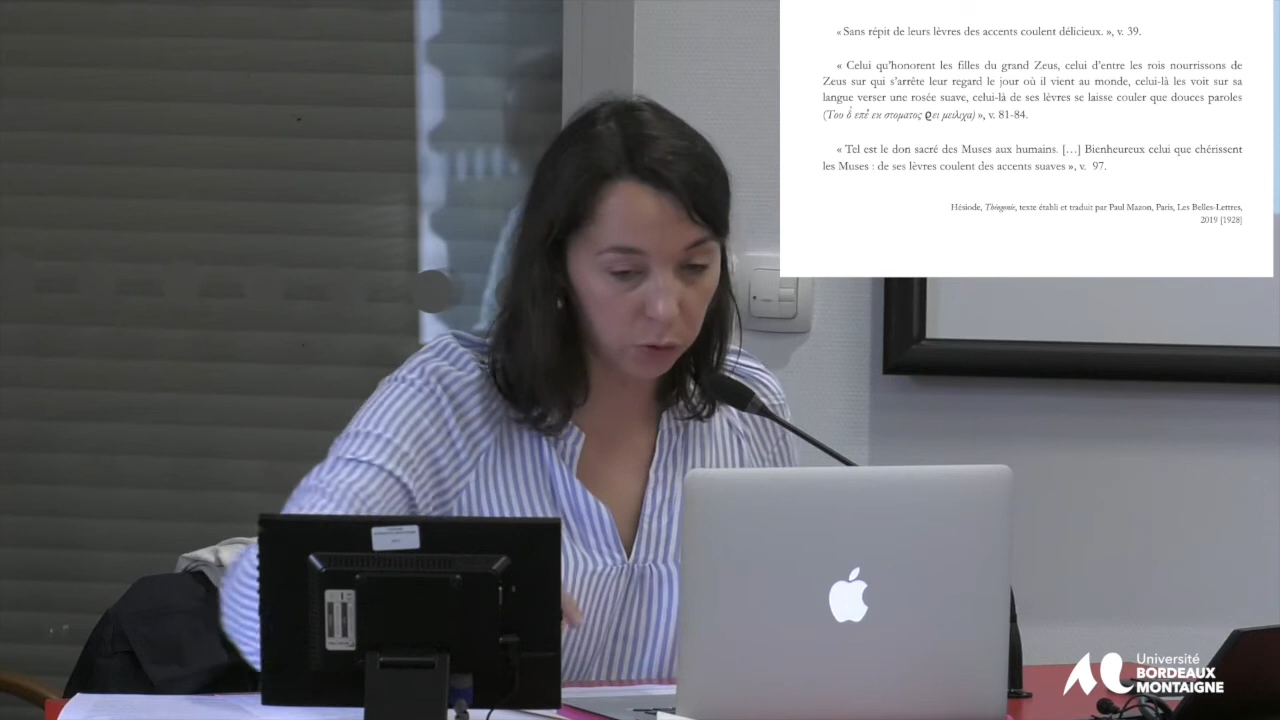 « Sans répit de leurs lèvres des accents coulent délicieux. », v. 39.
« Celui qu'honorent les filles du grand Zeus, celui d'entre les rois nourrissons de
Zeus sur qui s'arrête leur regard le jour où il vient au monde, celui-là les voit sur sa
langue verser une rosée suave, celui-là de ses lèvres se laisse couler que douces paroles
(Του δ̓ επέ̓ εκ στοματος ϱει μειλιχα) », v. 81-84.
« Tel est le don sacré des Muses aux humains. […] Bienheureux celui que chérissent
les Muses : de ses lèvres coulent des accents suaves », v. 97.
Hésiode, Théogonie, texte établi et traduit par Paul Mazon, Paris, Les Belles-Lettres,
2019 [1928]
Université
BORDEAUX
MONTAIGNE